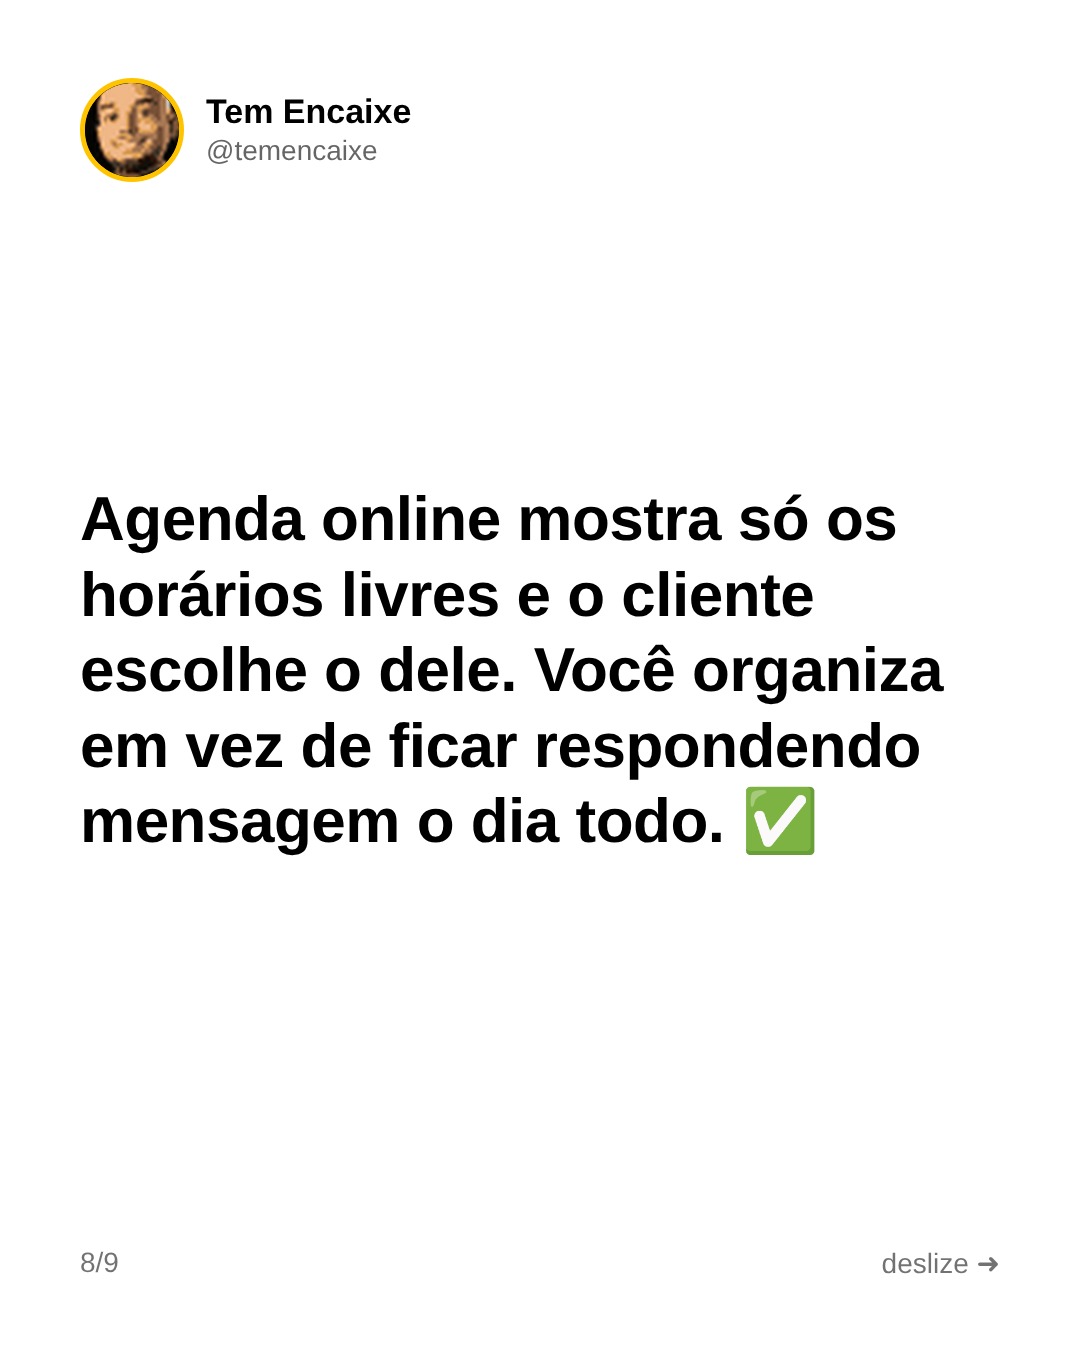 Tem Encaixe
@temencaixe
Agenda online mostra só os
horários livres e o cliente
escolhe o dele. Você organiza
em vez de ficar respondendo
mensagem o dia todo. ✅
8/9
deslize ➜